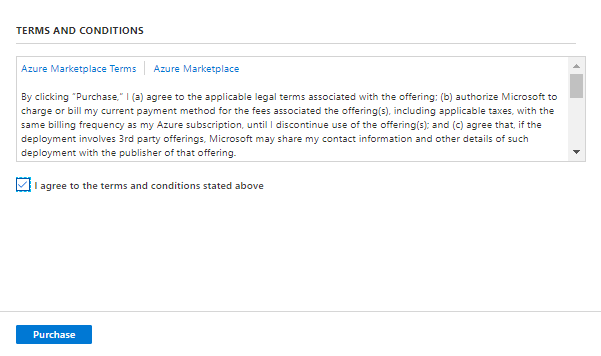 TERMS AND CONDITIONS
Azure Marketplace Terms Azure Marketplace
By clicking "Purchase," I (a) agree to the applicable legal terms associated with the offering; (b) authorize Microsoft to
charge or bill my current payment method for the fees associated the offering(s), including applicable taxes, with the
same billing frequency as my Azure subscription, until I discontinue use of the offering(s); and (c) agree that, if the
deployment involves 3rd party offerings, Microsoft may share my contact information and other details of such
deployment with the publisher of that offering.
I agree to the terms and conditions stated above
Purchase